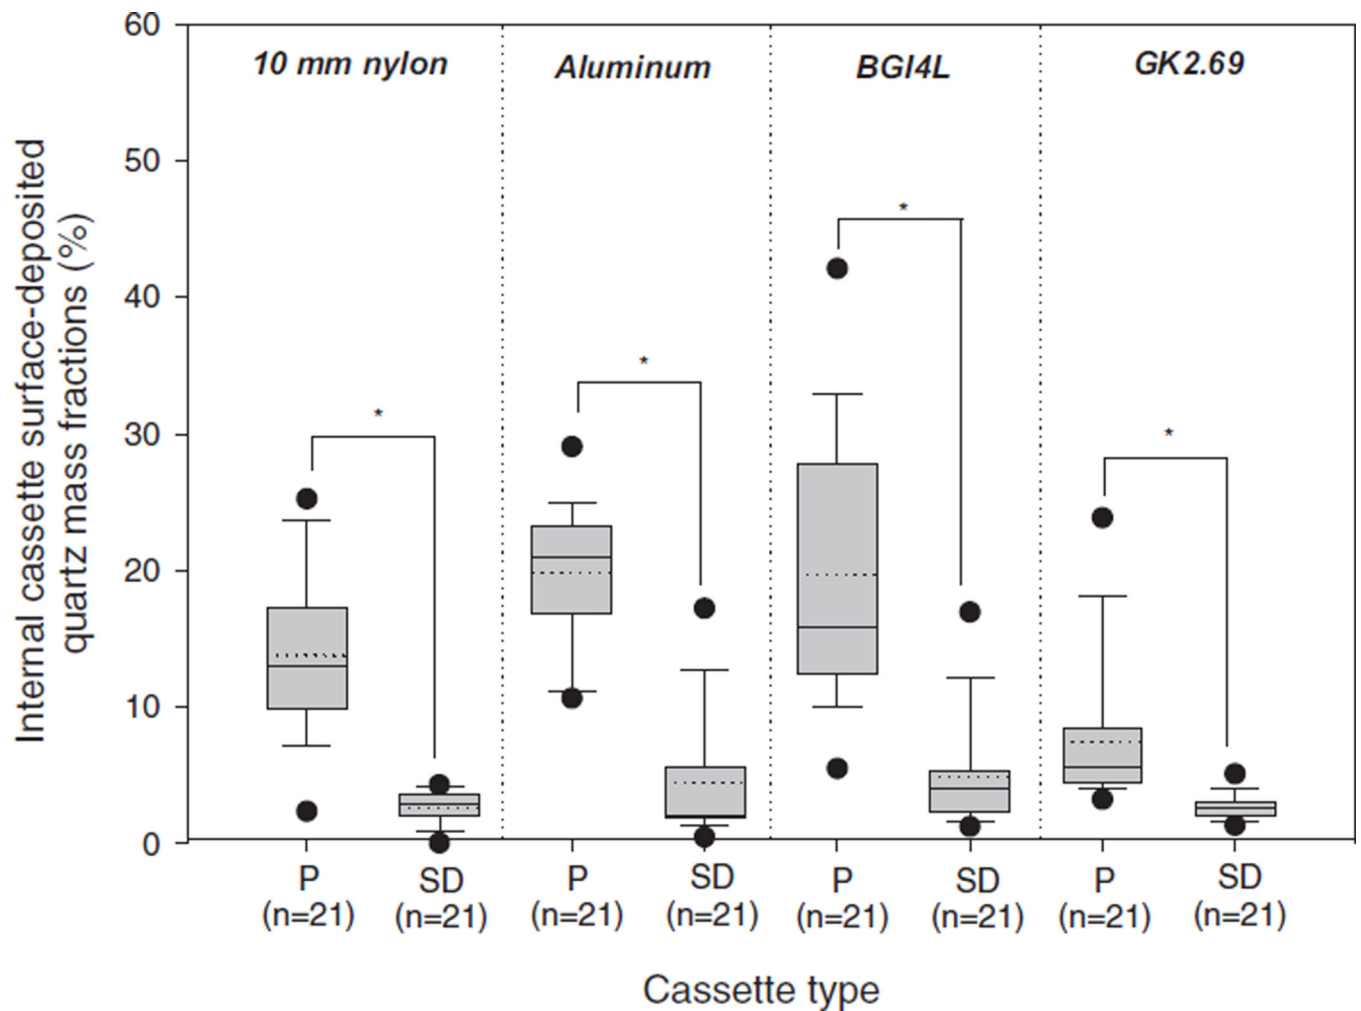 Internal cassette surface-deposited
quartz mass fractions (%)
60
50
40
30
20
10
0
10 mm nylon
Aluminum
BGI4L
GK2.69
*
*
*
*
P
(n=21)
SD
(n=21)
P
(n=21)
SD
(n=21)
P
(n=21)
SD
(n=21)
P
(n=21)
SD
(n=21)
Cassette type